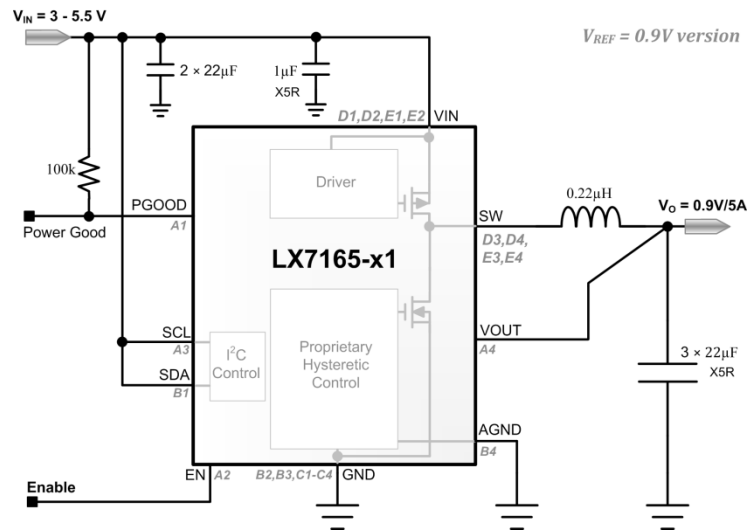 V_IN = 3 - 5.5 V
V_REF = 0.9V version
2 × 22µF
1µF
X5R
D1,D2,E1,E2
VIN
100k
Driver
0.22µH
PGOOD
A1
Power Good
SW
D3,D4,
E3,E4
V_O = 0.9V/5A
LX7165-x1
SCL
A3
I²C
Control
SDA
B1
Proprietary
Hysteretic
Control
VOUT
A4
3 × 22µF
X5R
AGND
B4
EN
A2
B2,B3,C1-C4
GND
Enable